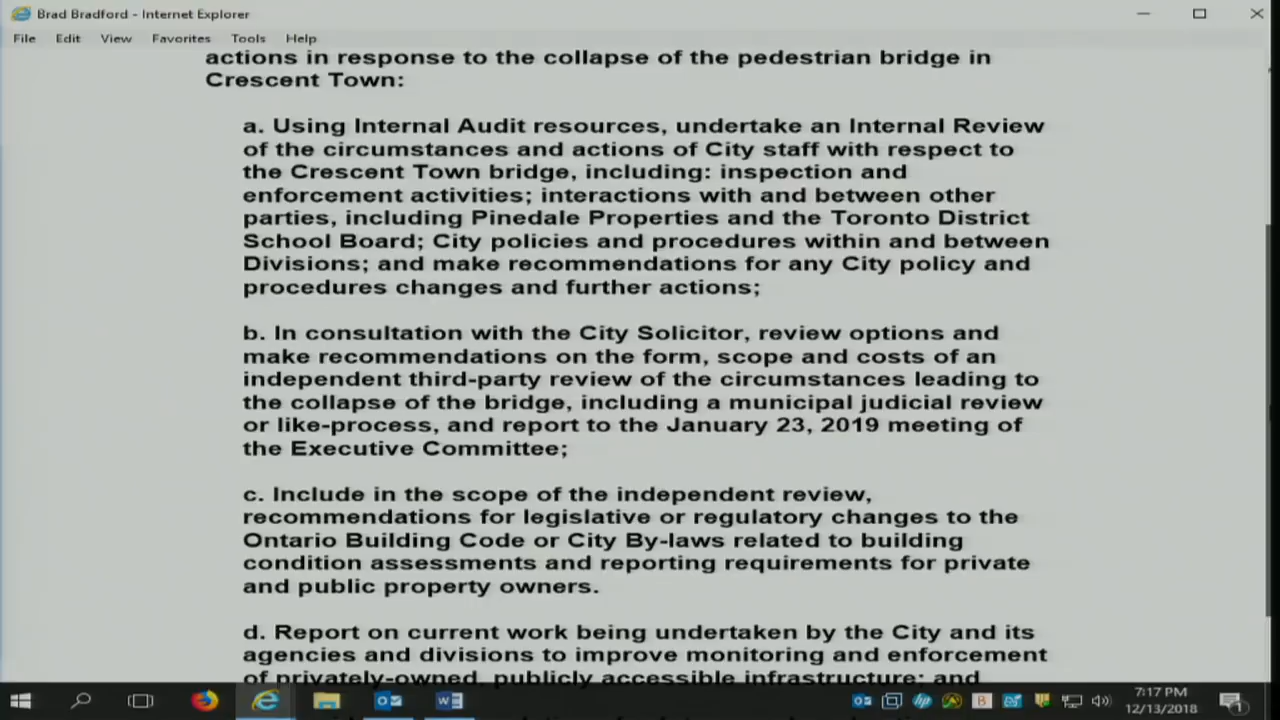 Brad Bradford - Internet Explorer
File Edit View Favorites Tools Help
actions in response to the collapse of the pedestrian bridge in
Crescent Town:
a. Using Internal Audit resources, undertake an Internal Review
of the circumstances and actions of City staff with respect to
the Crescent Town bridge, including: inspection and
enforcement activities; interactions with and between other
parties, including Pinedale Properties and the Toronto District
School Board; City policies and procedures within and between
Divisions; and make recommendations for any City policy and
procedures changes and further actions;
b. In consultation with the City Solicitor, review options and
make recommendations on the form, scope and costs of an
independent third-party review of the circumstances leading to
the collapse of the bridge, including a municipal judicial review
or like-process, and report to the January 23, 2019 meeting of
the Executive Committee;
c. Include in the scope of the independent review,
recommendations for legislative or regulatory changes to the
Ontario Building Code or City By-laws related to building
condition assessments and reporting requirements for private
and public property owners.
d. Report on current work being undertaken by the City and its
agencies and divisions to improve monitoring and enforcement
of privately-owned, publicly accessible infrastructure; and
7:17 PM
12/13/2018